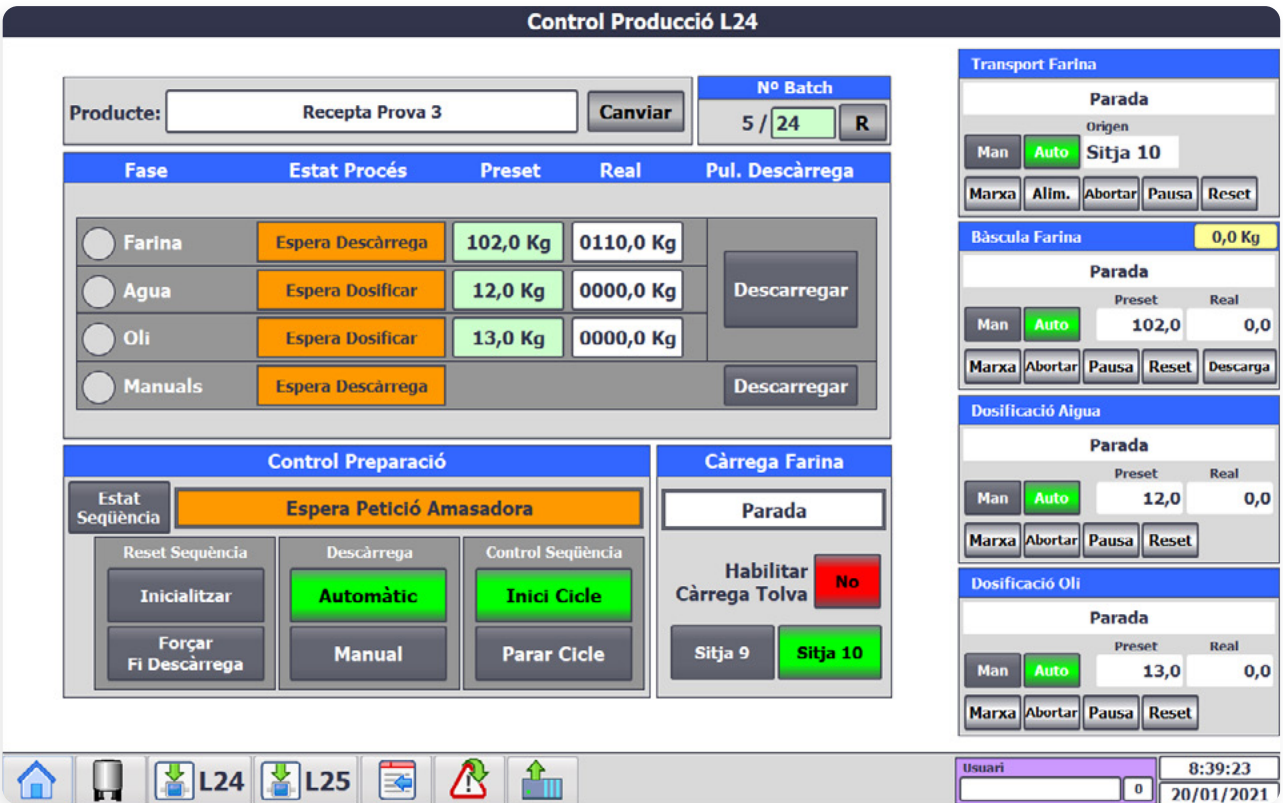 Control Producció L24
Producte: Recepta Prova 3 Canviar
Nº Batch
5 / 24 R
Fase Estat Procés Preset Real Pul. Descàrrega
Farina Espera Descàrrega 102,0 Kg 0110,0 Kg
Agua Espera Dosificar 12,0 Kg 0000,0 Kg
Descarregar
Oli Espera Dosificar 13,0 Kg 0000,0 Kg
Manuals Espera Descàrrega Descarregar
Control Preparació
Estat
Seqüència
Espera Petició Amasadora
Reset Sequència
Inicialitzar
Forçar
Fi Descàrrega
Descàrrega
Automàtic
Manual
Control Seqüència
Inici Cicle
Parar Cicle
Càrrega Farina
Parada
Habilitar
Càrrega Tolva
No
Sitja 9 Sitja 10
Transport Farina
Parada
Origen
Man Auto Sitja 10
Marxa Alim. Abortar Pausa Reset
Bàscula Farina 0,0 Kg
Parada
Preset Real
Man Auto 102,0 0,0
Marxa Abortar Pausa Reset Descarga
Dosificació Aigua
Parada
Preset Real
Man Auto 12,0 0,0
Marxa Abortar Pausa Reset
Dosificació Oli
Parada
Preset Real
Man Auto 13,0 0,0
Marxa Abortar Pausa Reset
L24 L25
Usuari
0
8:39:23
20/01/2021